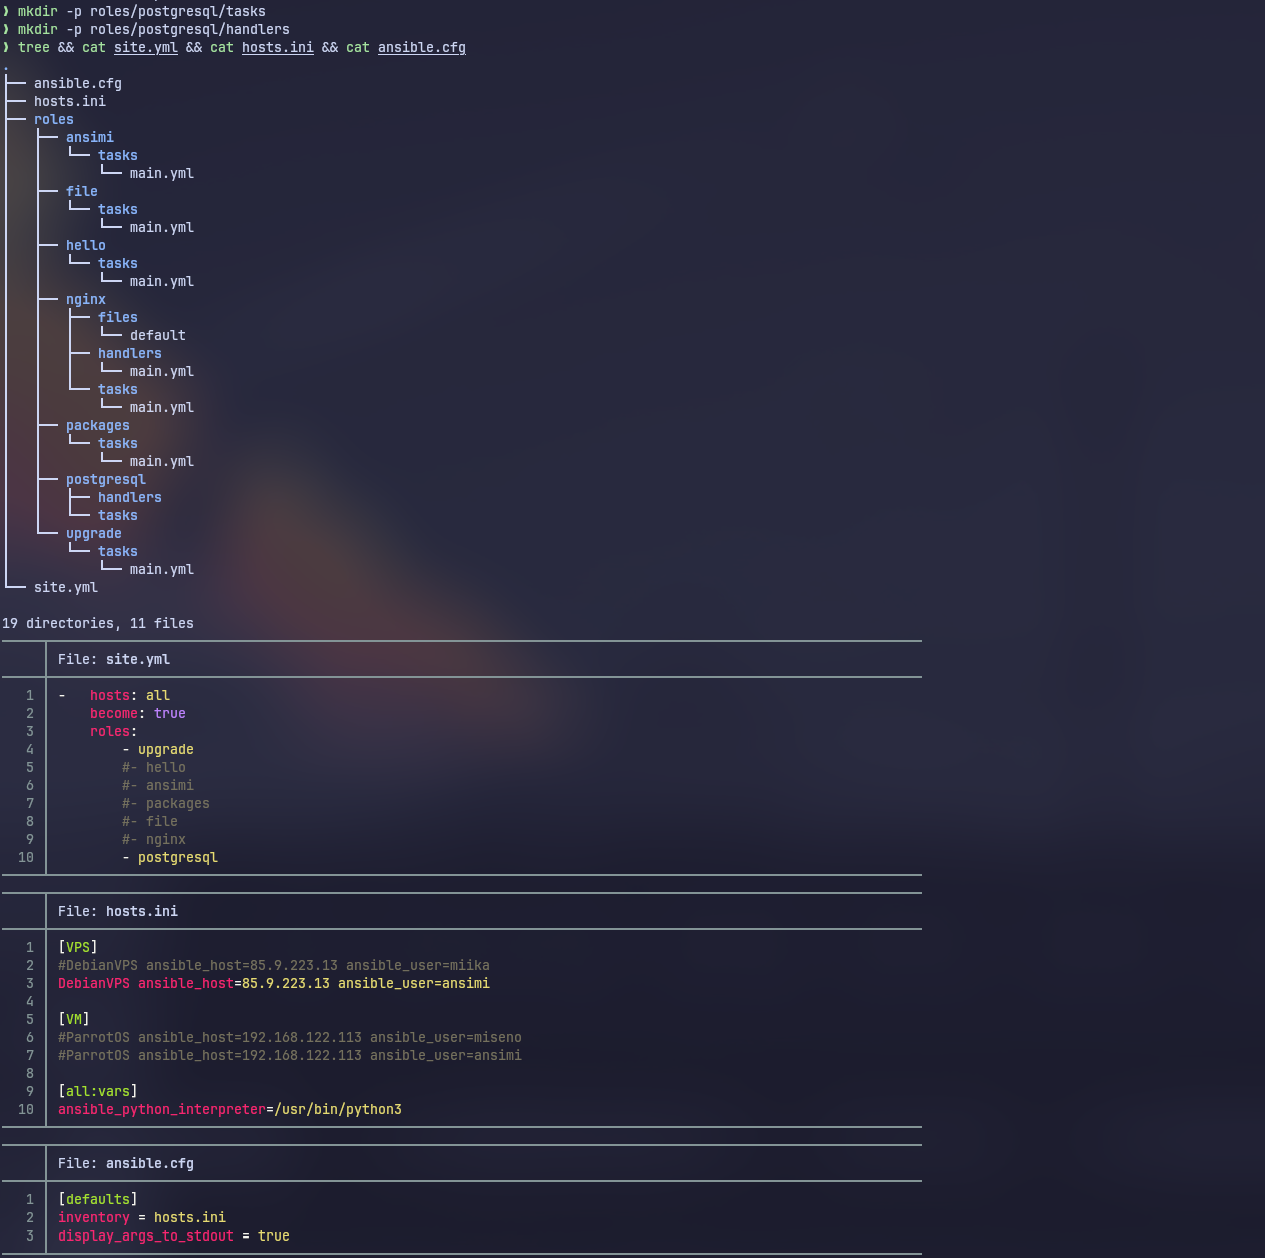 ❯ mkdir -p roles/postgresql/tasks
❯ mkdir -p roles/postgresql/handlers
❯ tree && cat site.yml && cat hosts.ini && cat ansible.cfg
.
├── ansible.cfg
├── hosts.ini
├── roles
│   ├── ansimi
│   │   └── tasks
│   │       └── main.yml
│   ├── file
│   │   └── tasks
│   │       └── main.yml
│   ├── hello
│   │   └── tasks
│   │       └── main.yml
│   ├── nginx
│   │   ├── files
│   │   │   └── default
│   │   ├── handlers
│   │   │   └── main.yml
│   │   └── tasks
│   │       └── main.yml
│   ├── packages
│   │   └── tasks
│   │       └── main.yml
│   ├── postgresql
│   │   ├── handlers
│   │   └── tasks
│   └── upgrade
│       └── tasks
│           └── main.yml
└── site.yml
19 directories, 11 files
File: site.yml
1 -   hosts: all
2     become: true
3     roles:
4         - upgrade
5         #- hello
6         #- ansimi
7         #- packages
8         #- file
9         #- nginx
10         - postgresql
File: hosts.ini
1 [VPS]
2 #DebianVPS ansible_host=85.9.223.13 ansible_user=miika
3 DebianVPS ansible_host=85.9.223.13 ansible_user=ansimi
4
5 [VM]
6 #ParrotOS ansible_host=192.168.122.113 ansible_user=miseno
7 #ParrotOS ansible_host=192.168.122.113 ansible_user=ansimi
8
9 [all:vars]
10 ansible_python_interpreter=/usr/bin/python3
File: ansible.cfg
1 [defaults]
2 inventory = hosts.ini
3 display_args_to_stdout = true